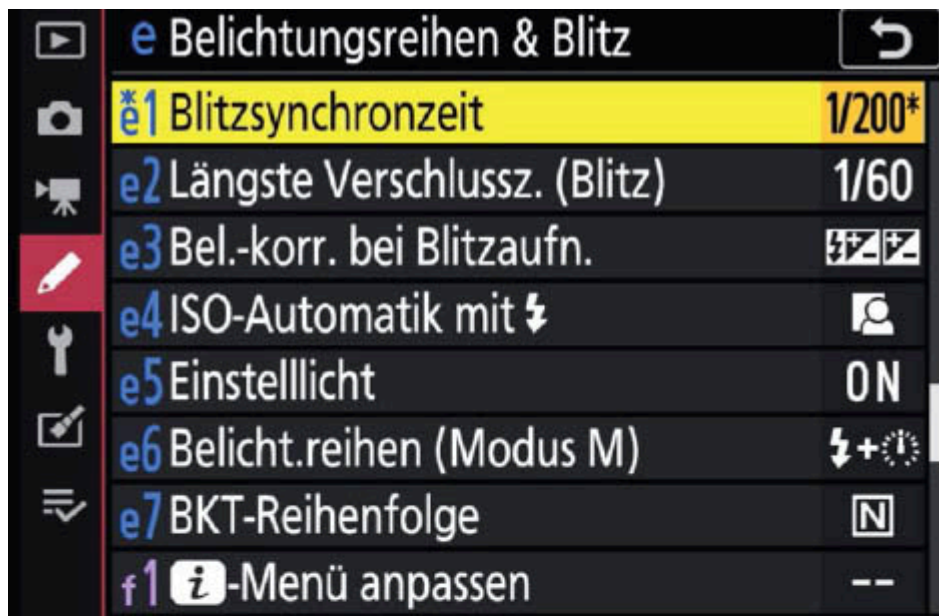 e Belichtungsreihen & Blitz
*e1 Blitzsynchronzeit 1/200*
e2 Längste Verschlussz. (Blitz) 1/60
e3 Bel.-korr. bei Blitzaufn.
e4 ISO-Automatik mit
e5 Einstelllicht ON
e6 Belicht.reihen (Modus M) +
e7 BKT-Reihenfolge N
f1 i-Menü anpassen --